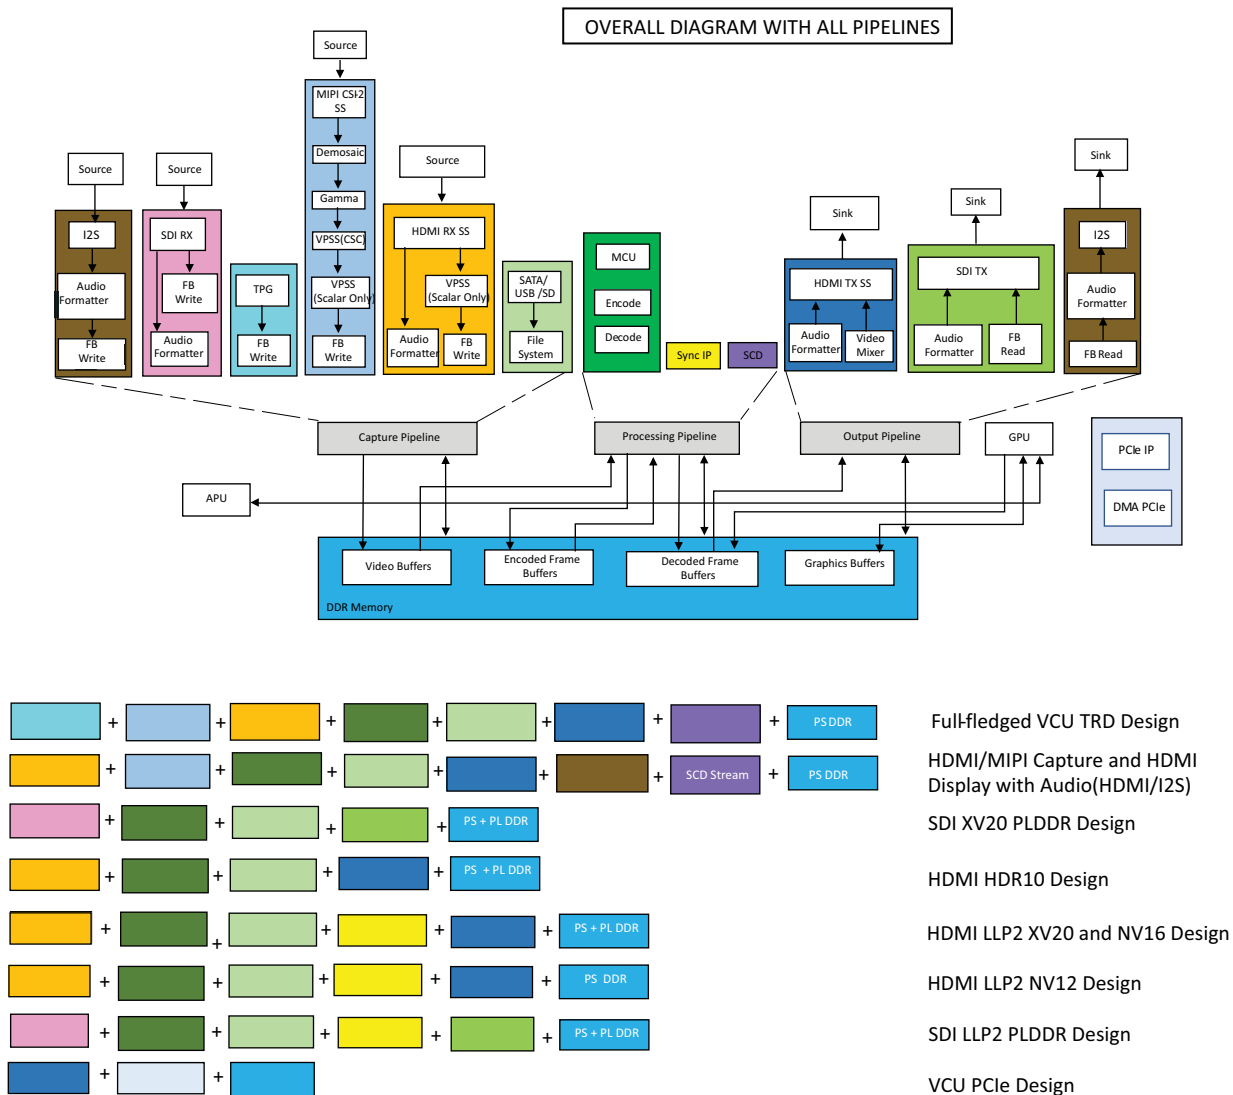 OVERALL DIAGRAM WITH ALL PIPELINES
Source
MIPI CSI-2
SS
Demosaic
Gamma
VPSS(CSC)
VPSS
(Scalar Only)
FB
Write
Source
I2S
Audio
Formatter
FB
Write
Source
SDI RX
FB
Write
Audio
Formatter
TPG
FB
Write
Source
HDMI RX SS
VPSS
(Scalar Only)
Audio
Formatter
FB
Write
SATA/
USB /SD
File
System
MCU
Encode
Decode
Sync IP
SCD
Sink
HDMI TX SS
Audio
Formatter
Video
Mixer
Sink
SDI TX
Audio
Formatter
FB
Read
Sink
I2S
Audio
Formatter
FB Read
Capture Pipeline
Processing Pipeline
Output Pipeline
GPU
PCIe IP
DMA PCIe
APU
Video Buffers
Encoded Frame
Buffers
Decoded Frame
Buffers
Graphics Buffers
DDR Memory
+ + + + + + + PS DDR
Full-fledged VCU TRD Design
+ + + + + + SCD Stream + PS DDR
HDMI/MIPI Capture and HDMI
Display with Audio(HDMI/I2S)
+ + + + PS + PL DDR
SDI XV20 PLDDR Design
+ + + + PS + PL DDR
HDMI HDR10 Design
+ + + + + PS + PL DDR
HDMI LLP2 XV20 and NV16 Design
+ + + + + PS DDR
HDMI LLP2 NV12 Design
+ + + + + PS + PL DDR
SDI LLP2 PLDDR Design
+ +
VCU PCIe Design